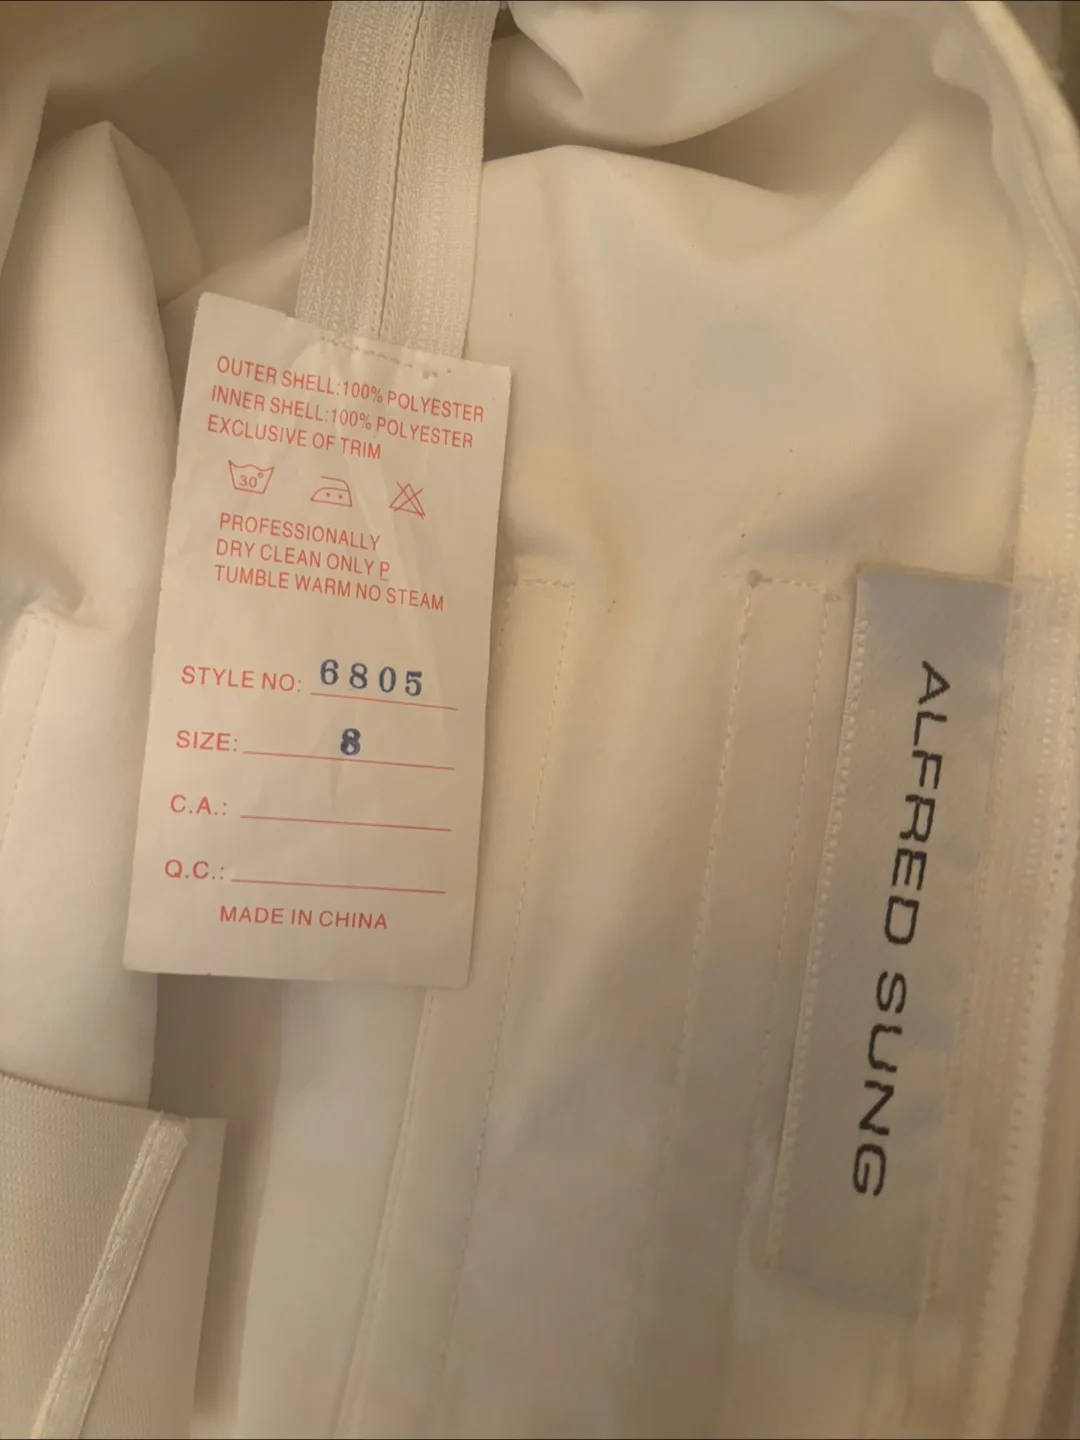 OUTER SHELL:100% POLYESTER
INNER SHELL:100% POLYESTER
EXCLUSIVE OF TRIM
30°
PROFESSIONALLY
DRY CLEAN ONLY P
TUMBLE WARM NO STEAM
STYLE NO: 6805
SIZE: 8
C.A.:
Q.C.:
MADE IN CHINA
ALFRED SUNG